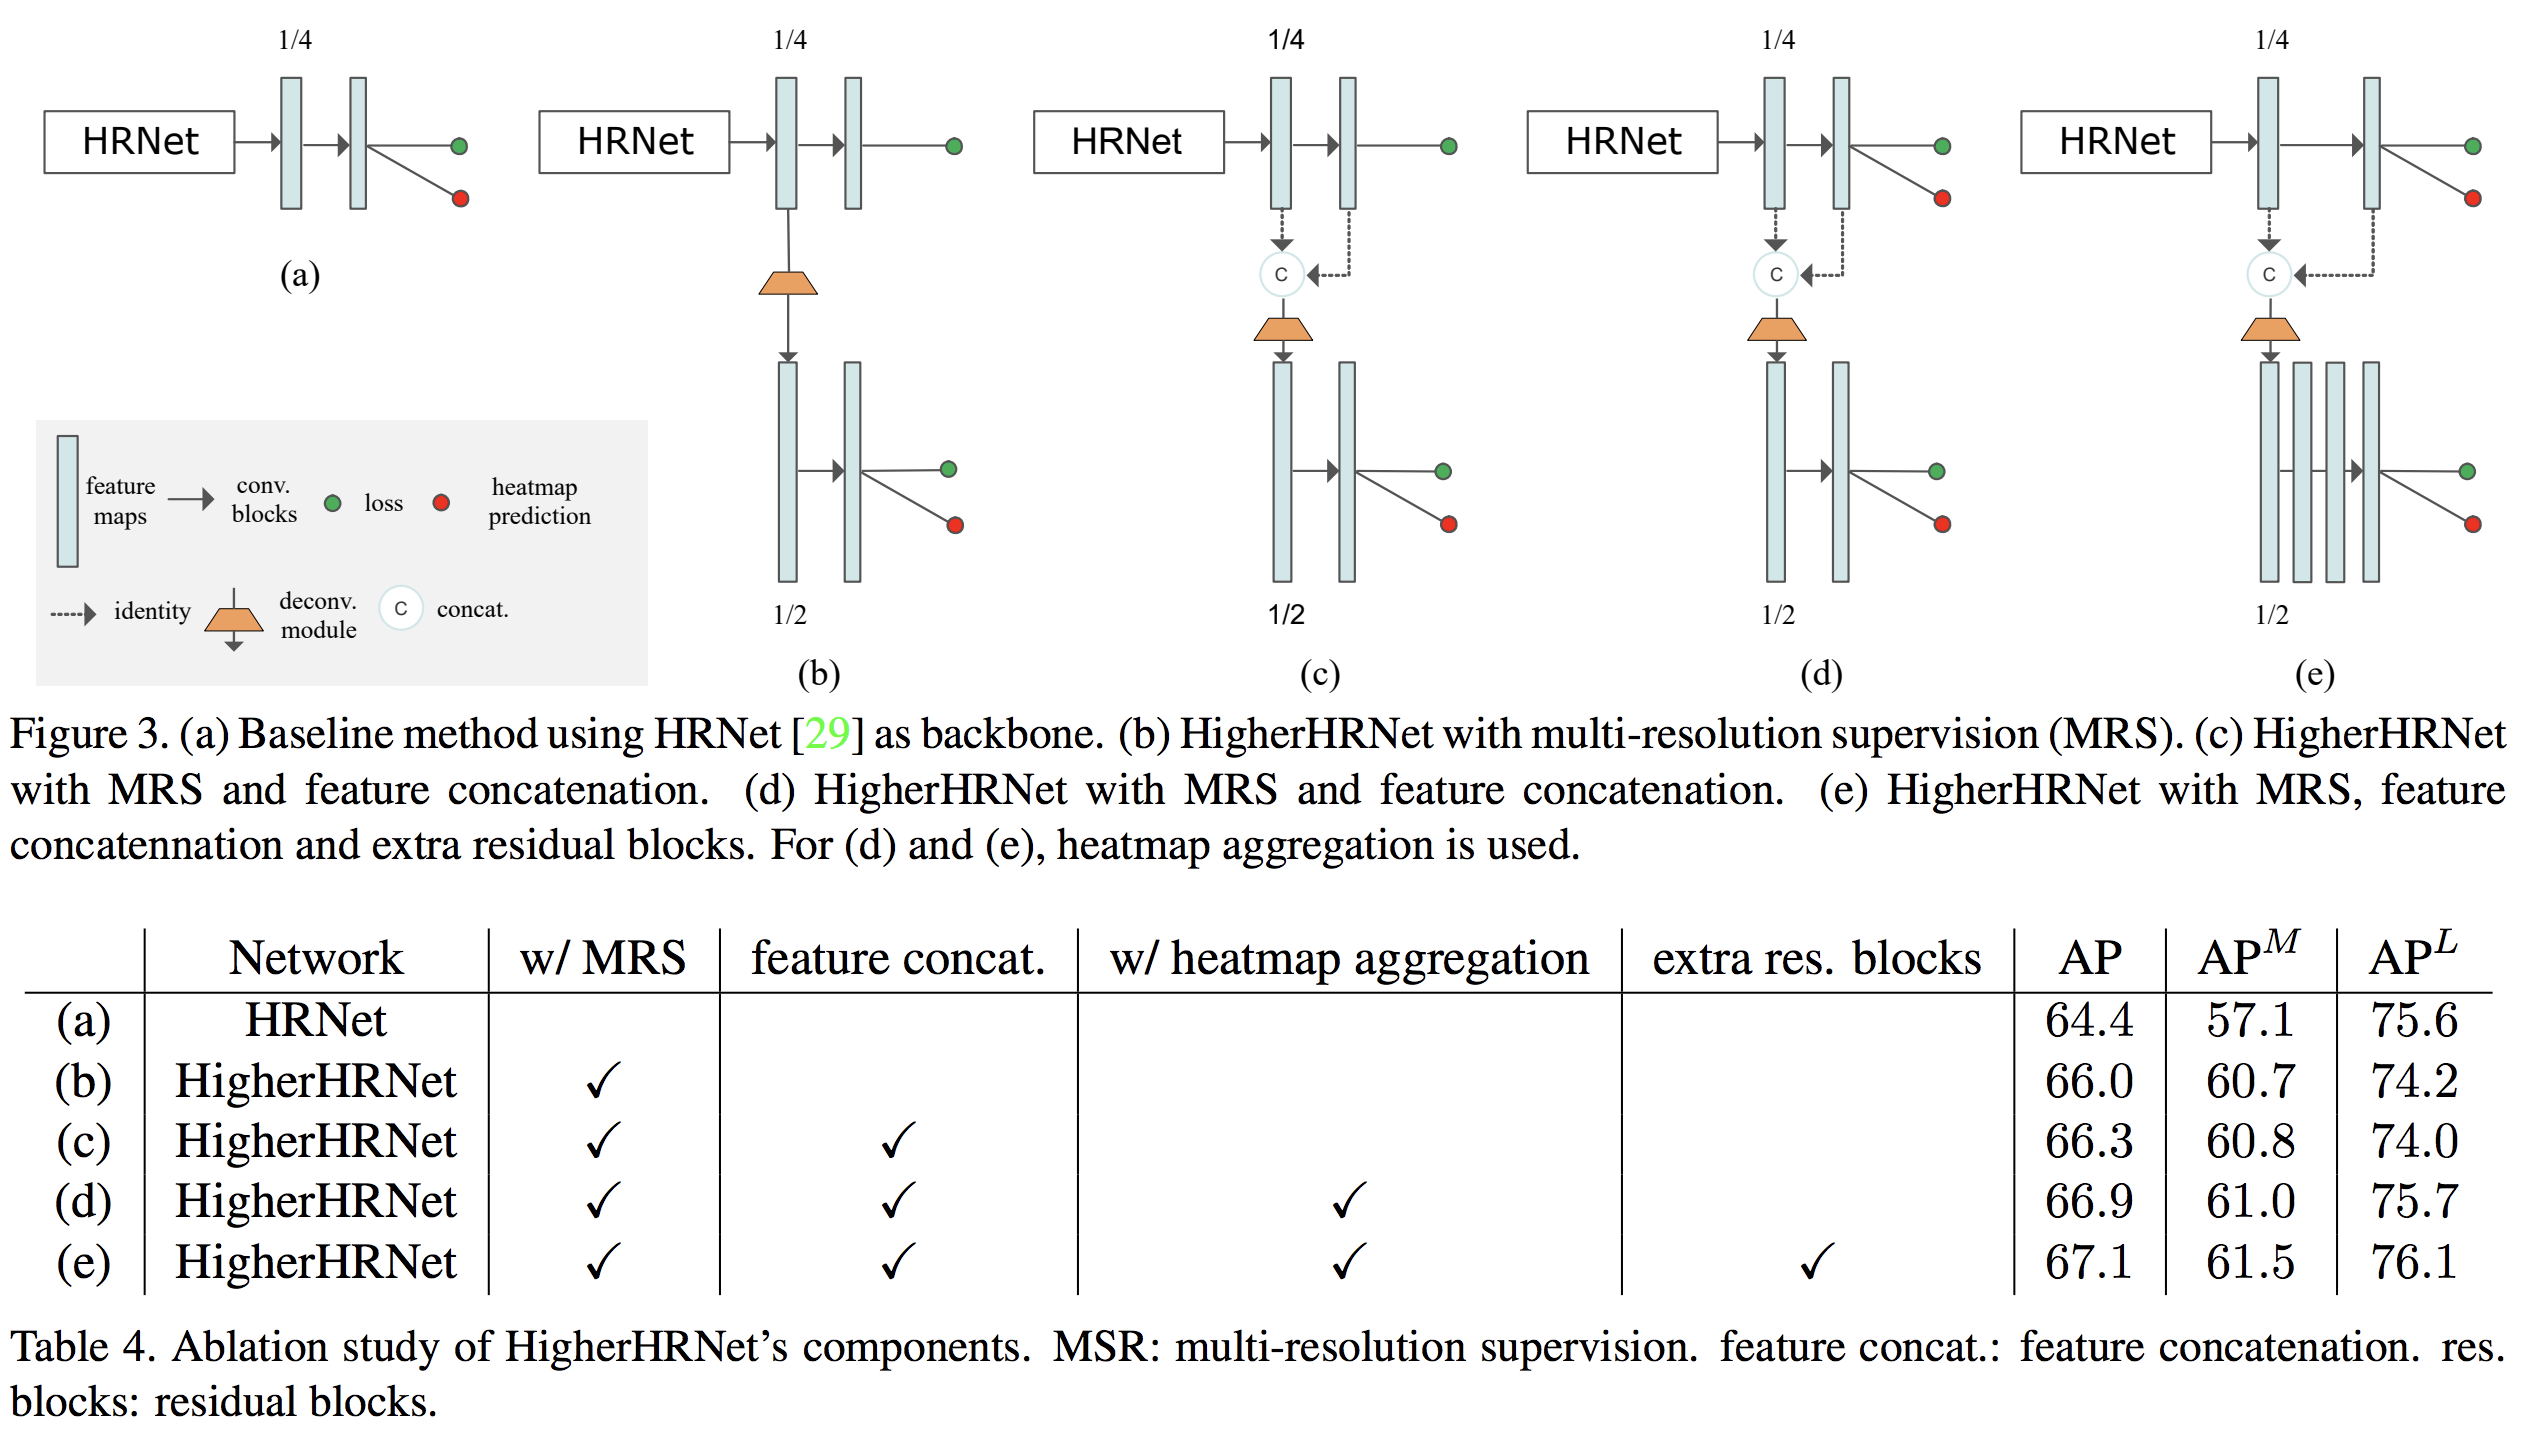 1/4
HRNet
(a)
1/4
HRNet
1/2
(b)
1/4
HRNet
C
1/2
(c)
1/4
HRNet
C
1/2
(d)
1/4
HRNet
C
1/2
(e)
feature maps
conv. blocks
loss
heatmap prediction
identity
deconv. module
C
concat.
Figure 3. (a) Baseline method using HRNet [29] as backbone. (b) HigherHRNet with multi-resolution supervision (MRS). (c) HigherHRNet
with MRS and feature concatenation. (d) HigherHRNet with MRS and feature concatenation. (e) HigherHRNet with MRS, feature
concatennation and extra residual blocks. For (d) and (e), heatmap aggregation is used.
Network w/ MRS feature concat. w/ heatmap aggregation extra res. blocks AP AP^M AP^L
(a) HRNet 64.4 57.1 75.6
(b) HigherHRNet ✓ 66.0 60.7 74.2
(c) HigherHRNet ✓ ✓ 66.3 60.8 74.0
(d) HigherHRNet ✓ ✓ ✓ 66.9 61.0 75.7
(e) HigherHRNet ✓ ✓ ✓ ✓ 67.1 61.5 76.1
Table 4. Ablation study of HigherHRNet's components. MSR: multi-resolution supervision. feature concat.: feature concatenation. res.
blocks: residual blocks.